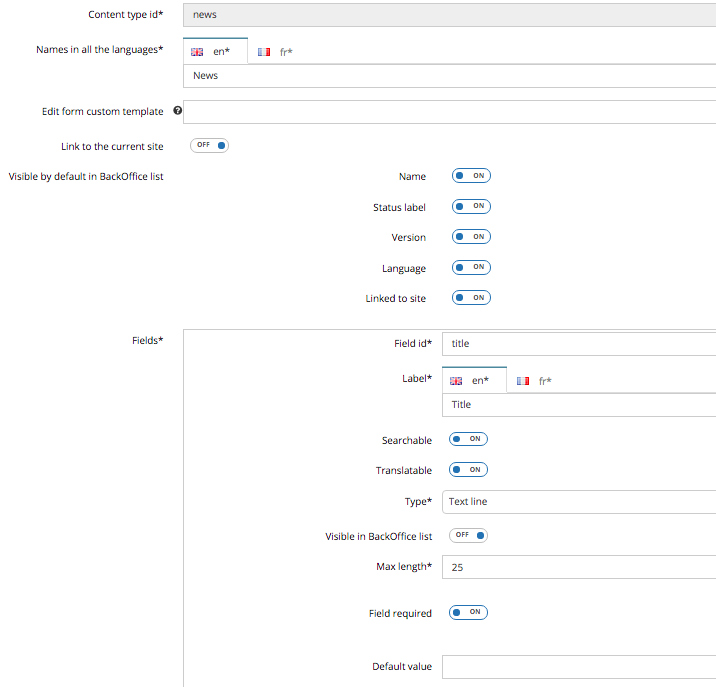 Content type id* news
Names in all the languages* en* fr*
News
Edit form custom template ?
Link to the current site OFF
Visible by default in BackOffice list Name ON
Status label ON
Version ON
Language ON
Linked to site ON
Fields* Field id* title
Label* en* fr*
Title
Searchable ON
Translatable ON
Type* Text line
Visible in BackOffice list OFF
Max length* 25
Field required ON
Default value